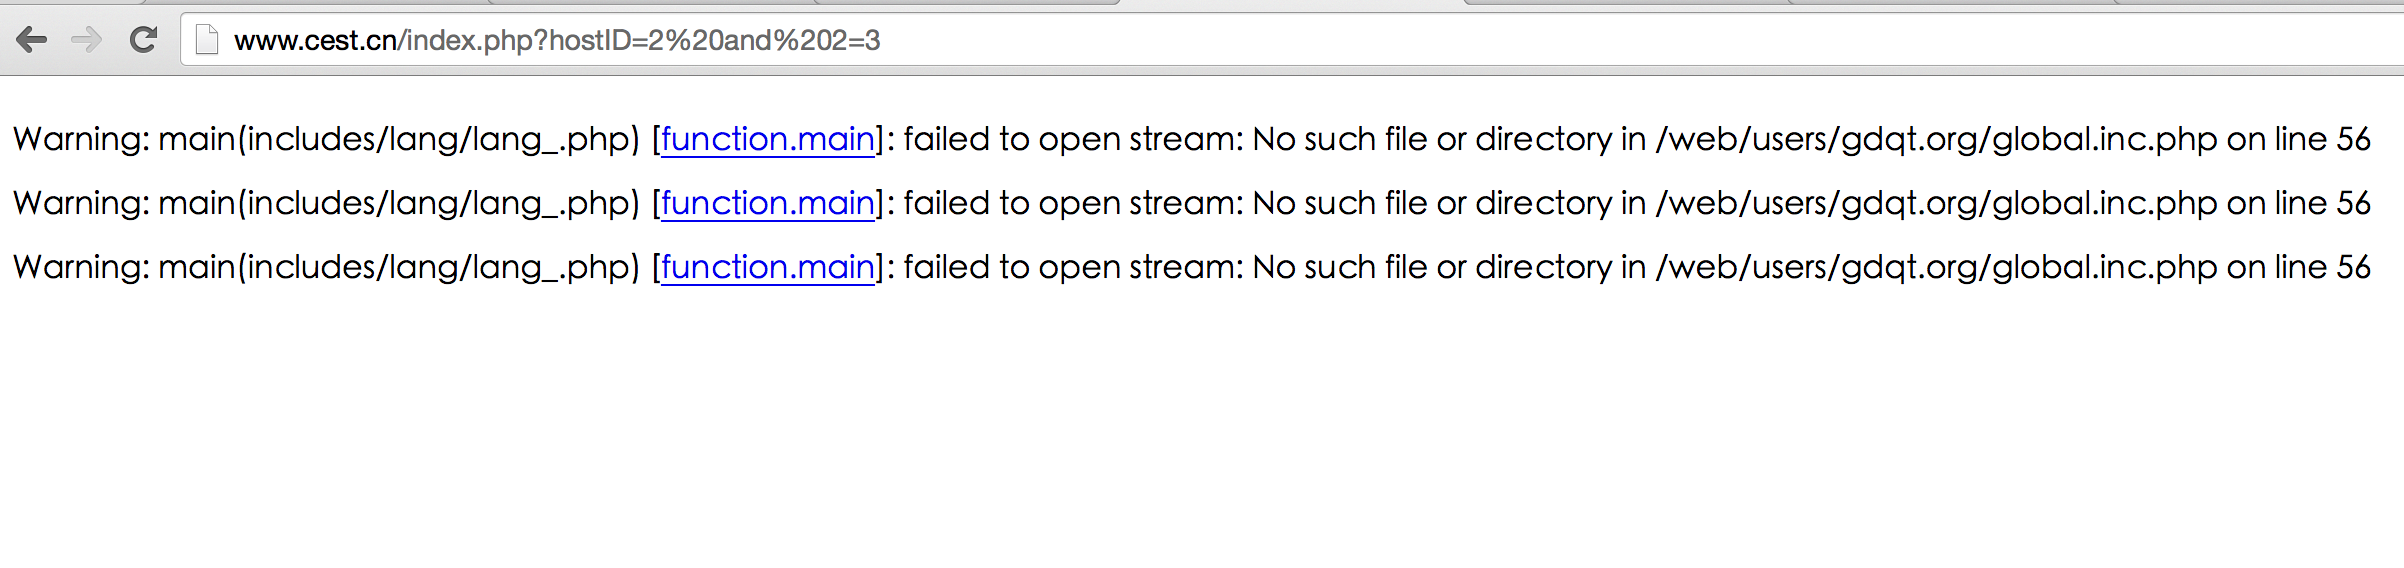 www.cest.cn/index.php?hostID=2%20and%202=3
Warning: main(includes/lang/lang_.php) [function.main]: failed to open stream: No such file or directory in /web/users/gdqt.org/global.inc.php on line 56
Warning: main(includes/lang/lang_.php) [function.main]: failed to open stream: No such file or directory in /web/users/gdqt.org/global.inc.php on line 56
Warning: main(includes/lang/lang_.php) [function.main]: failed to open stream: No such file or directory in /web/users/gdqt.org/global.inc.php on line 56